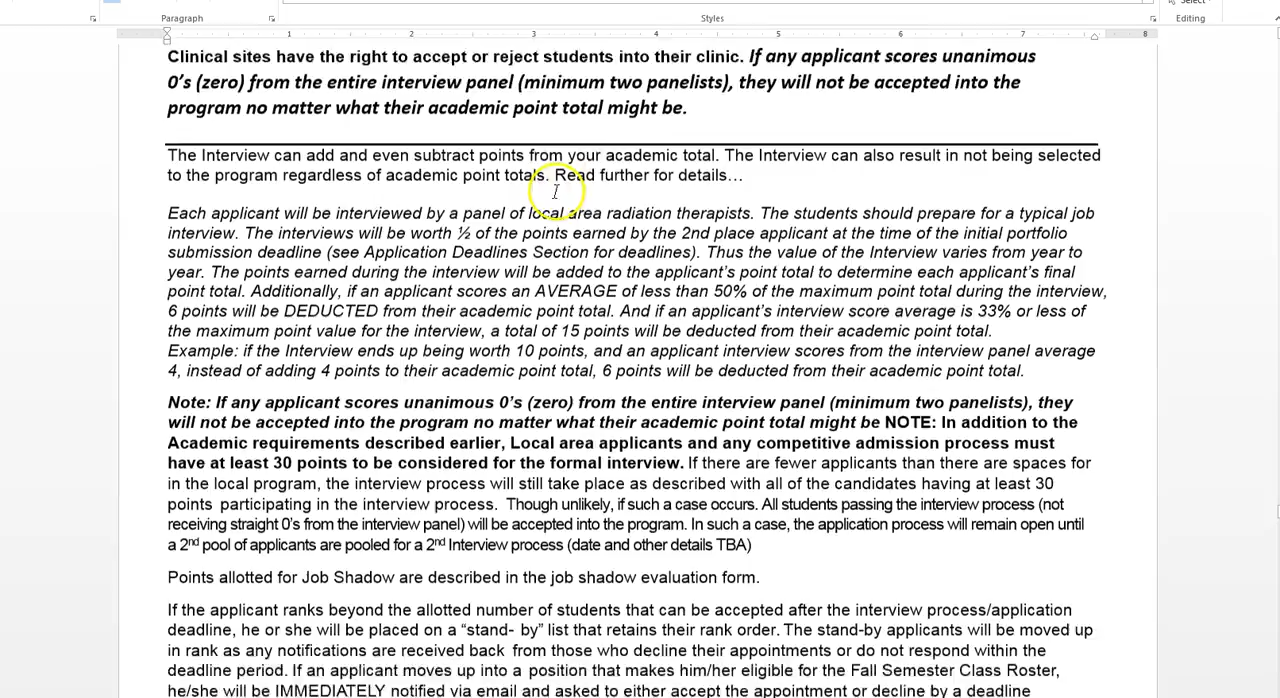 Select
Paragraph
Styles
Editing
1 2 3 4 5 6 7 8
Clinical sites have the right to accept or reject students into their clinic. If any applicant scores unanimous
0’s (zero) from the entire interview panel (minimum two panelists), they will not be accepted into the
program no matter what their academic point total might be.
The Interview can add and even subtract points from your academic total. The Interview can also result in not being selected
to the program regardless of academic point totals. Read further for details…
Each applicant will be interviewed by a panel of local area radiation therapists. The students should prepare for a typical job
interview. The interviews will be worth ½ of the points earned by the 2nd place applicant at the time of the initial portfolio
submission deadline (see Application Deadlines Section for deadlines). Thus the value of the Interview varies from year to
year. The points earned during the interview will be added to the applicant’s point total to determine each applicant’s final
point total. Additionally, if an applicant scores an AVERAGE of less than 50% of the maximum point total during the interview,
6 points will be DEDUCTED from their academic point total. And if an applicant’s interview score average is 33% or less of
the maximum point value for the interview, a total of 15 points will be deducted from their academic point total.
Example: if the Interview ends up being worth 10 points, and an applicant interview scores from the interview panel average
4, instead of adding 4 points to their academic point total, 6 points will be deducted from their academic point total.
Note: If any applicant scores unanimous 0’s (zero) from the entire interview panel (minimum two panelists), they
will not be accepted into the program no matter what their academic point total might be NOTE: In addition to the
Academic requirements described earlier, Local area applicants and any competitive admission process must
have at least 30 points to be considered for the formal interview. If there are fewer applicants than there are spaces for
in the local program, the interview process will still take place as described with all of the candidates having at least 30
points participating in the interview process. Though unlikely, if such a case occurs. All students passing the interview process (not
receiving straight 0’s from the interview panel) will be accepted into the program. In such a case, the application process will remain open until
a 2nd pool of applicants are pooled for a 2nd Interview process (date and other details TBA)
Points allotted for Job Shadow are described in the job shadow evaluation form.
If the applicant ranks beyond the allotted number of students that can be accepted after the interview process/application
deadline, he or she will be placed on a “stand- by” list that retains their rank order. The stand-by applicants will be moved up
in rank as any notifications are received back from those who decline their appointments or do not respond within the
deadline period. If an applicant moves up into a position that makes him/her eligible for the Fall Semester Class Roster,
he/she will be IMMEDIATELY notified via email and asked to either accept the appointment or decline by a deadline